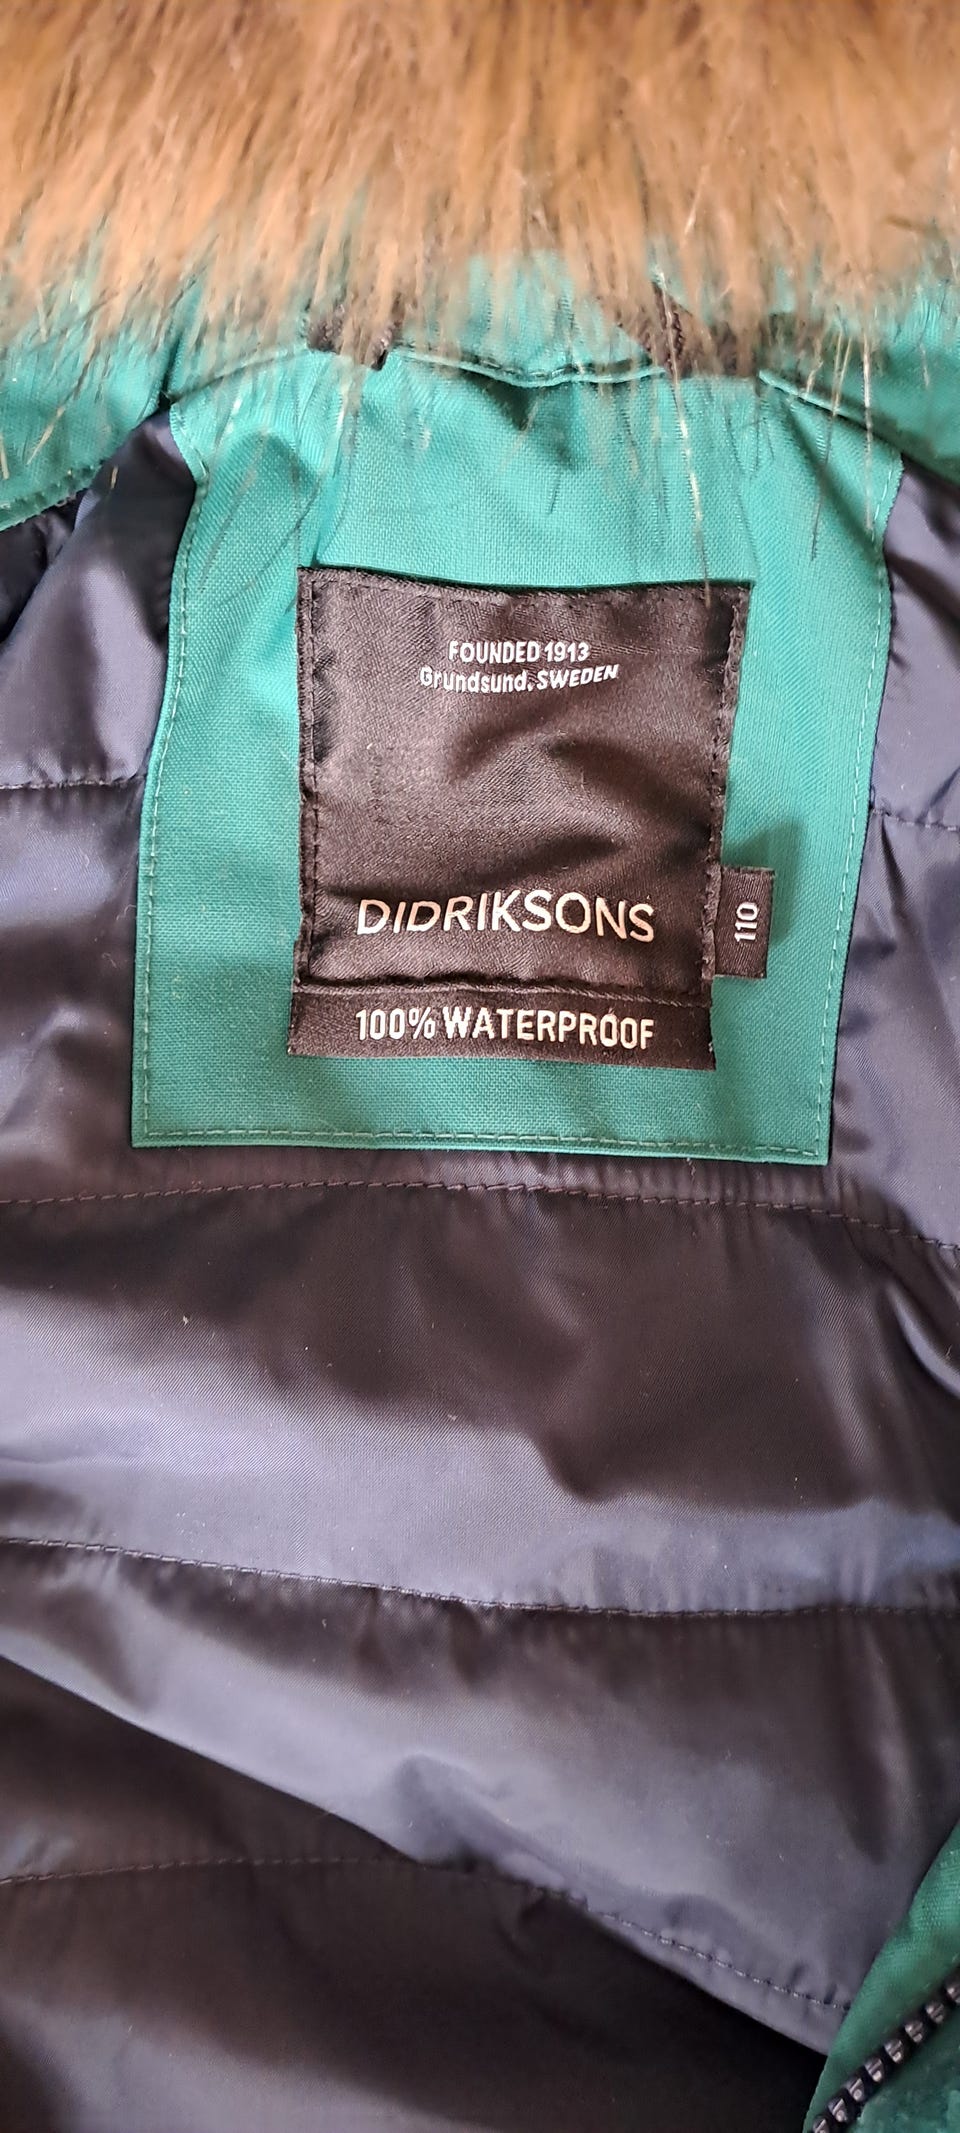 FOUNDED 1913
Grundsund, SWEDEN
DIDRIKSONS
110
100% WATERPROOF